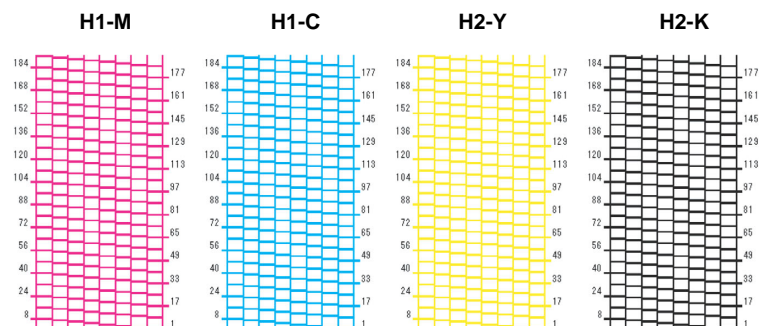 H1-M H1-C H2-Y H2-K
184 184 184 184
177 177 177 177
168 168 168 168
161 161 161 161
152 152 152 152
145 145 145 145
136 136 136 136
129 129 129 129
120 120 120 120
113 113 113 113
104 104 104 104
97 97 97 97
88 88 88 88
81 81 81 81
72 72 72 72
65 65 65 65
56 56 56 56
49 49 49 49
40 40 40 40
33 33 33 33
24 24 24 24
17 17 17 17
8 8 8 8
1 1 1 1